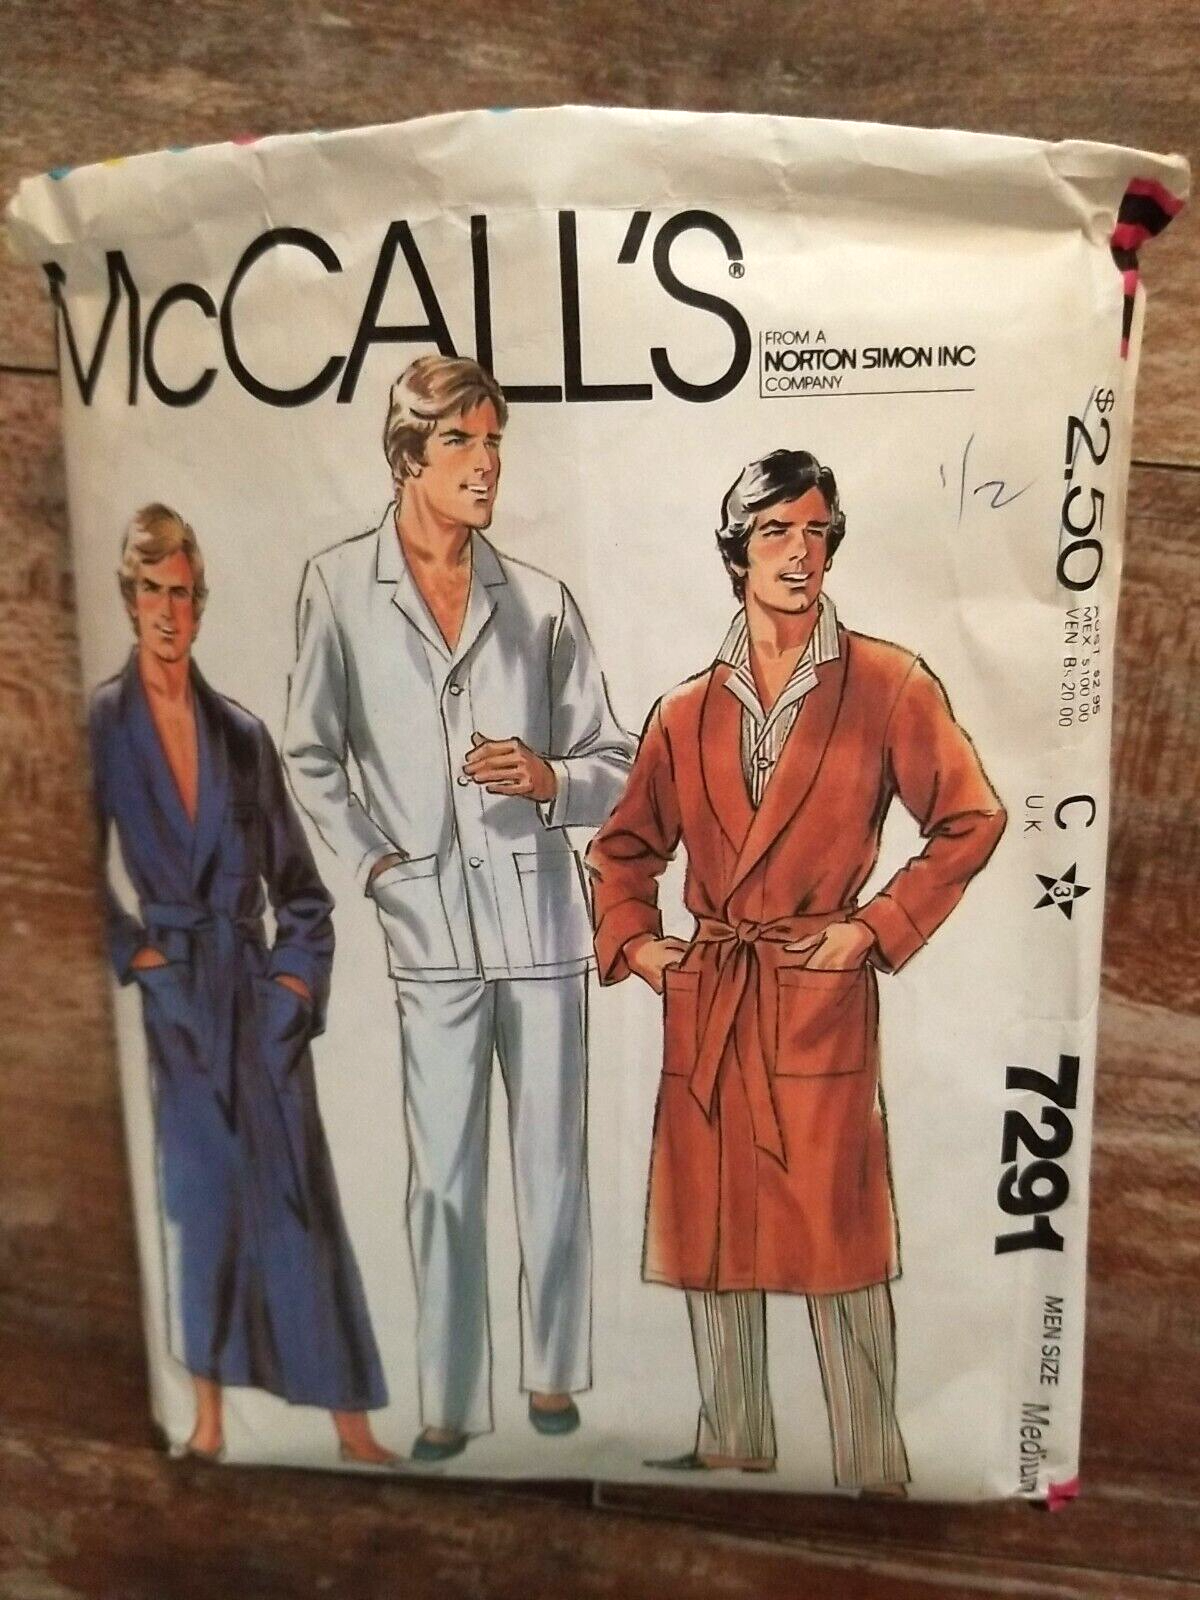 McCALL'S®
FROM A
NORTON SIMON INC
COMPANY
1/2
$2.50
AUST $2.95
MEX $100.00
VEN Bs 20.00
C
U.K.
3
7291
MEN SIZE Medium